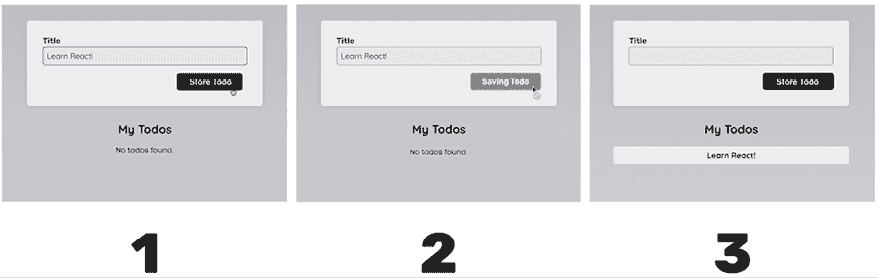 Title
Learn React!
Store Todo
My Todos
No todos found.
1
Title
Learn React!
Saving Todo
My Todos
No todos found.
2
Title
Store Todo
My Todos
Learn React!
3